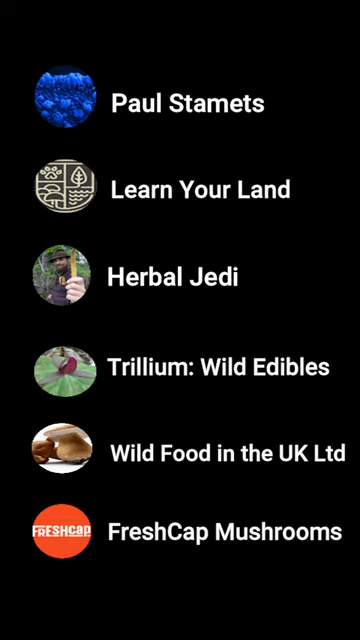 Paul Stamets
Learn Your Land
Herbal Jedi
Trillium: Wild Edibles
Wild Food in the UK Ltd
FRESHCAP
FreshCap Mushrooms